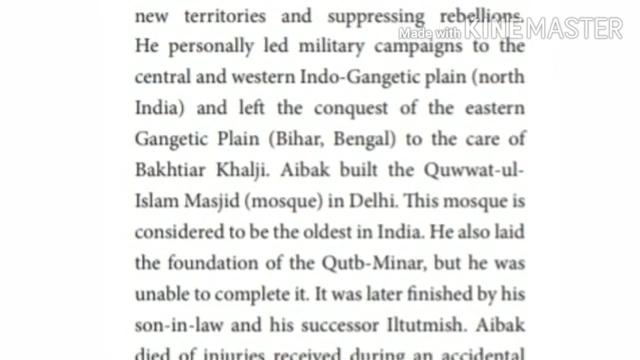 new territories and suppressing rebellions.
Made with KINEMASTER
He personally led military campaigns to the
central and western Indo-Gangetic plain (north
India) and left the conquest of the eastern
Gangetic Plain (Bihar, Bengal) to the care of
Bakhtiar Khalji. Aibak built the Quwwat-ul-
Islam Masjid (mosque) in Delhi. This mosque is
considered to be the oldest in India. He also laid
the foundation of the Qutb-Minar, but he was
unable to complete it. It was later finished by his
son-in-law and his successor Iltutmish. Aibak
died of injuries received during an accidental